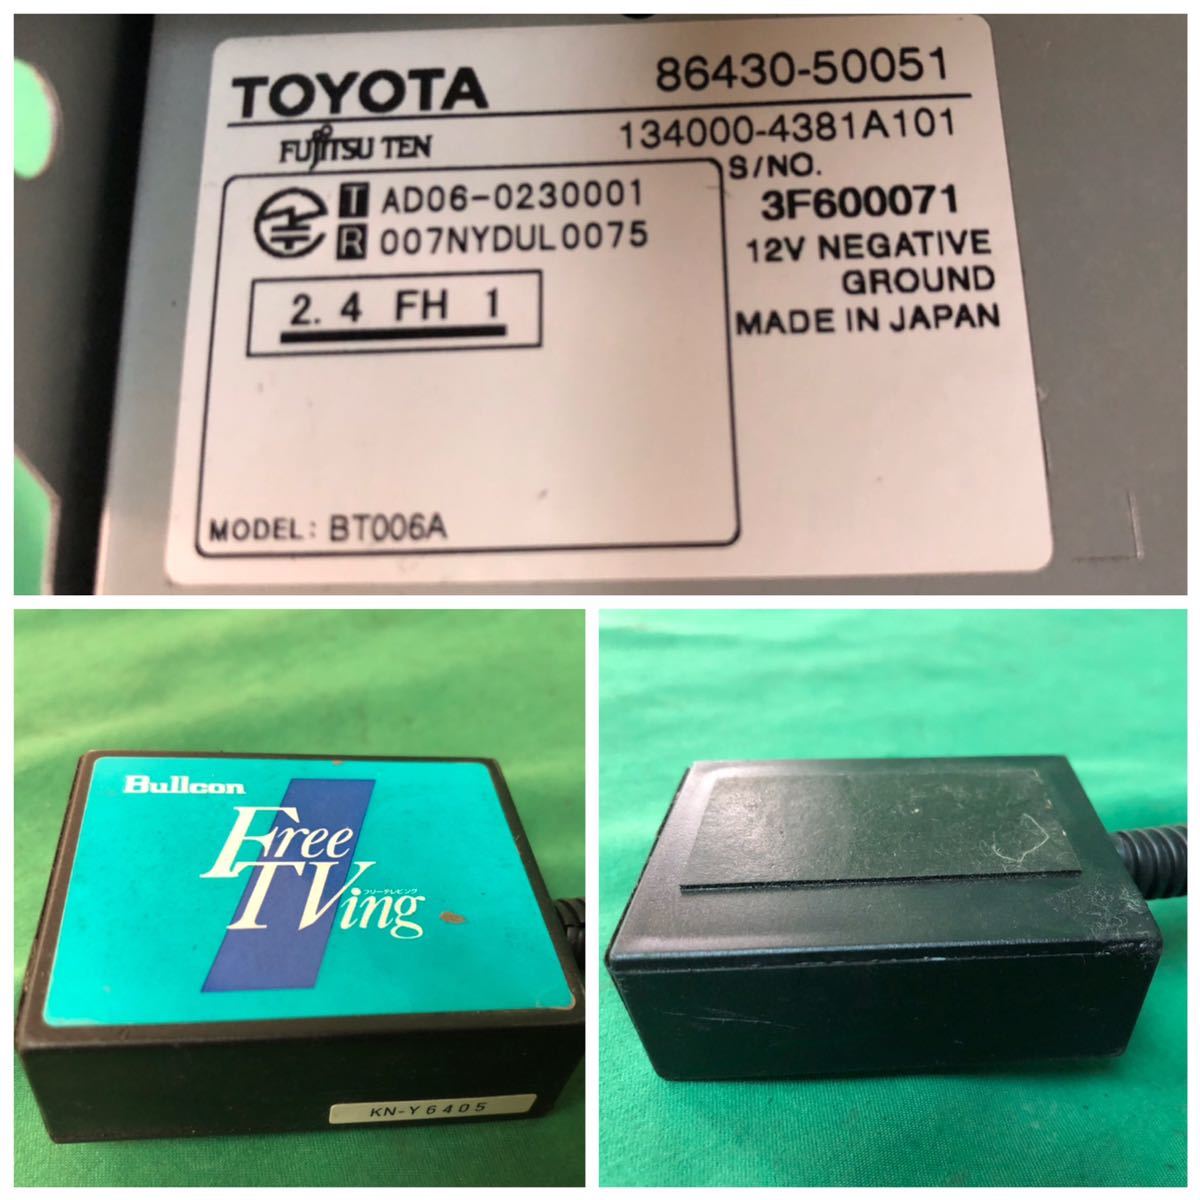 TOYOTA 86430-50051
FUJITSU TEN 134000-4381A101
T AD06-0230001
R 007NYDUL0075
2.4 FH 1
MODEL: BT006A
S/NO.
3F600071
12V NEGATIVE
GROUND
MADE IN JAPAN
Bullcon
Free
TVing
フリーテレビング
KN-Y6405